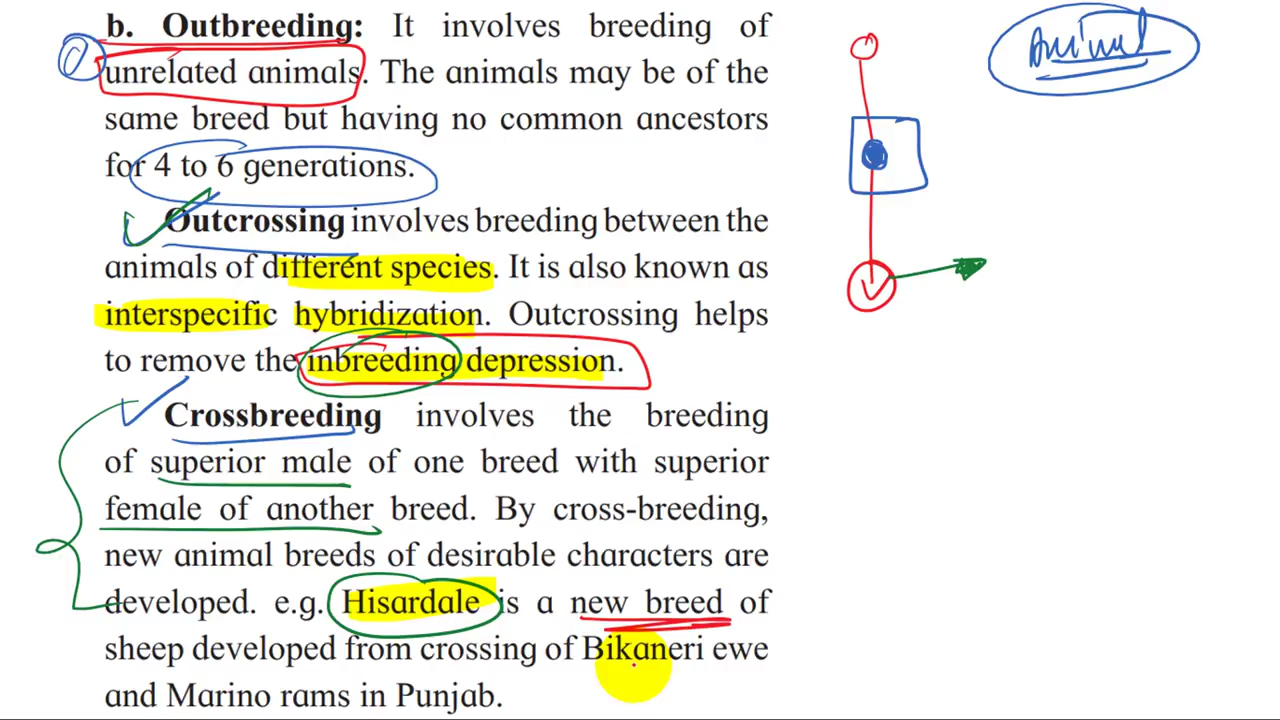 b. Outbreeding: It involves breeding of
unrelated animals. The animals may be of the
same breed but having no common ancestors
for 4 to 6 generations.
Outcrossing involves breeding between the
animals of different species. It is also known as
interspecific hybridization. Outcrossing helps
to remove the inbreeding depression.
Crossbreeding involves the breeding
of superior male of one breed with superior
female of another breed. By cross-breeding,
new animal breeds of desirable characters are
developed. e.g. Hisardale is a new breed of
sheep developed from crossing of Bikaneri ewe
and Marino rams in Punjab.
Animal